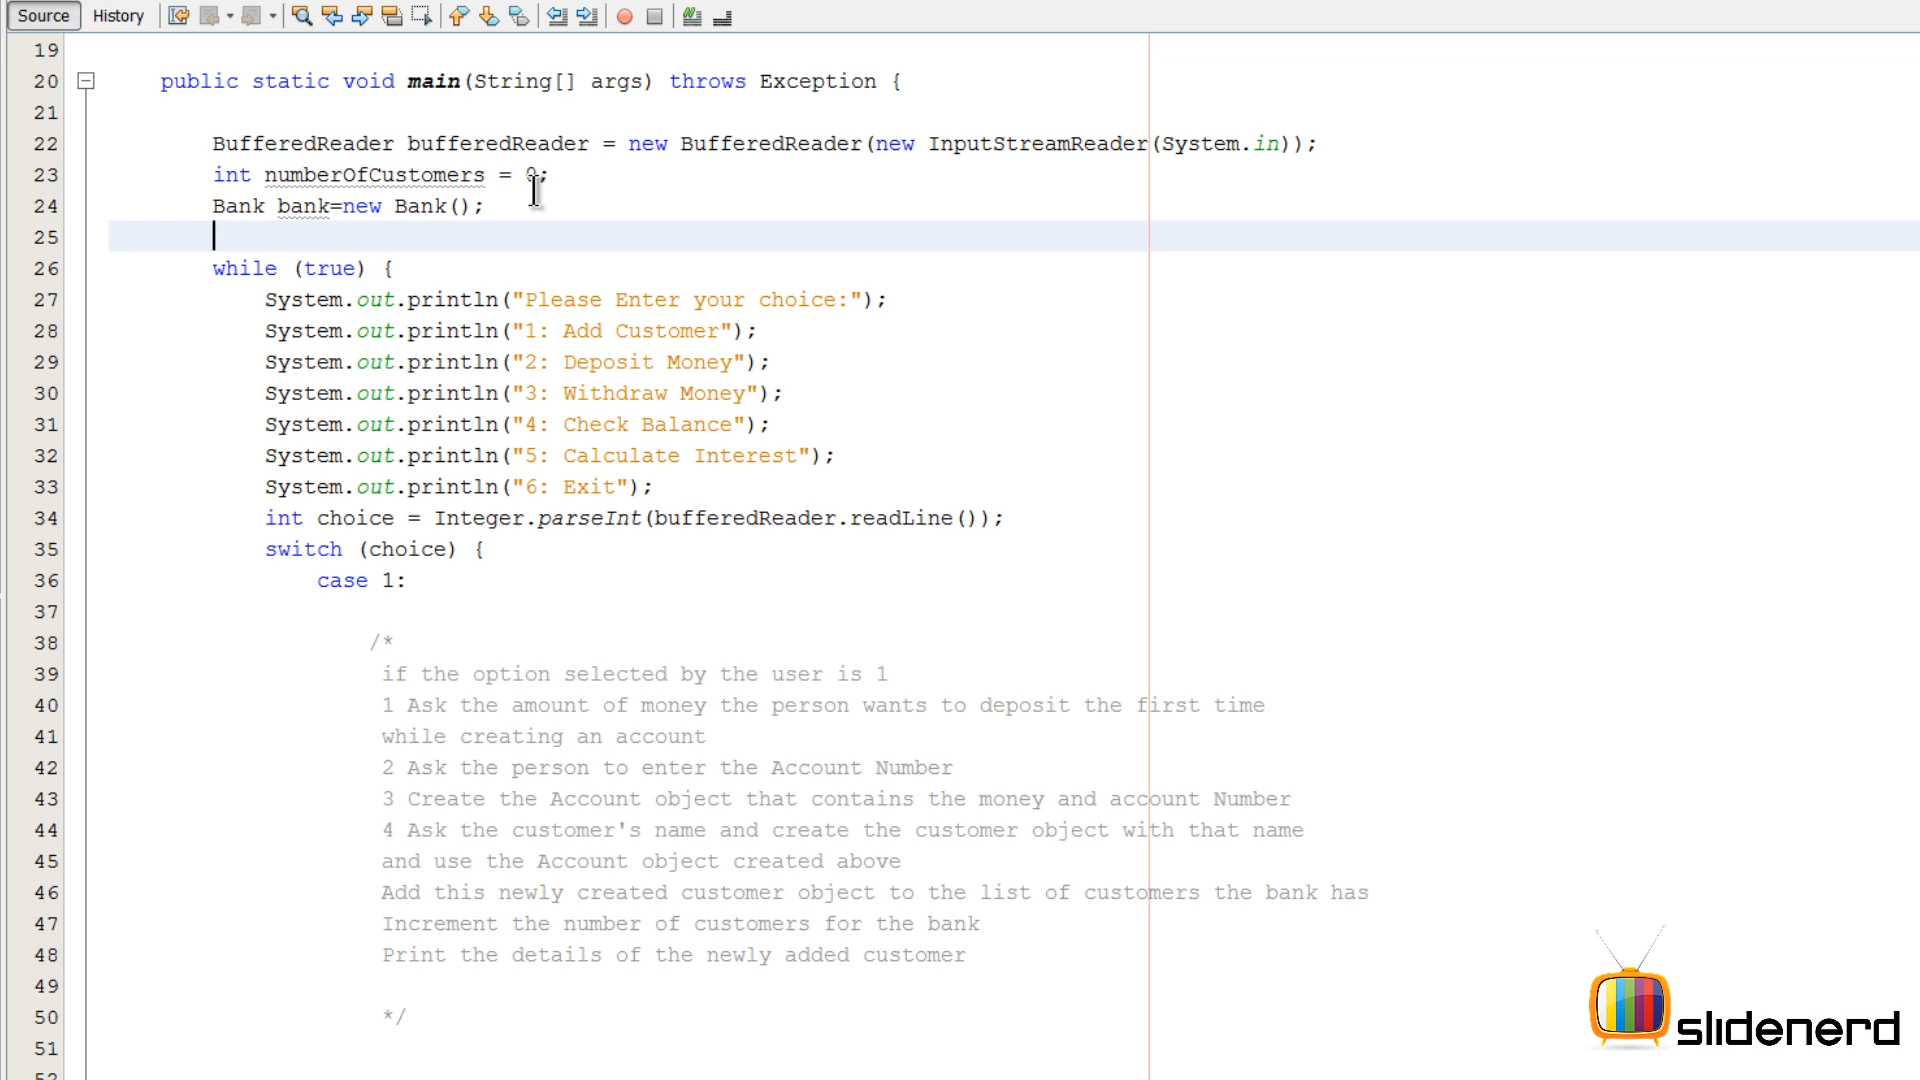 Source History
19
20 public static void main(String[] args) throws Exception {
21
22 BufferedReader bufferedReader = new BufferedReader(new InputStreamReader(System.in));
23 int numberOfCustomers = 0;
24 Bank bank=new Bank();
25
26 while (true) {
27 System.out.println("Please Enter your choice:");
28 System.out.println("1: Add Customer");
29 System.out.println("2: Deposit Money");
30 System.out.println("3: Withdraw Money");
31 System.out.println("4: Check Balance");
32 System.out.println("5: Calculate Interest");
33 System.out.println("6: Exit");
34 int choice = Integer.parseInt(bufferedReader.readLine());
35 switch (choice) {
36 case 1:
37
38 /*
39 if the option selected by the user is 1
40 1 Ask the amount of money the person wants to deposit the first time
41 while creating an account
42 2 Ask the person to enter the Account Number
43 3 Create the Account object that contains the money and account Number
44 4 Ask the customer's name and create the customer object with that name
45 and use the Account object created above
46 Add this newly created customer object to the list of customers the bank has
47 Increment the number of customers for the bank
48 Print the details of the newly added customer
49
50 */
51
52
slidenerd